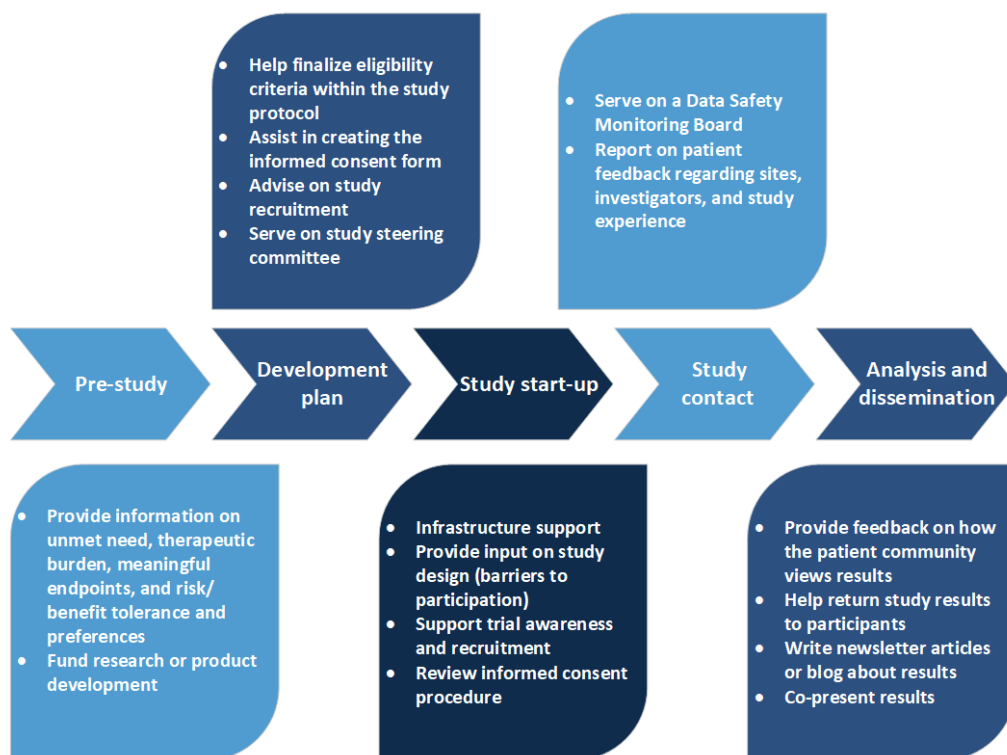 • Help finalize eligibility
criteria within the study
protocol
• Assist in creating the
informed consent form
• Advise on study
recruitment
• Serve on study steering
committee
• Serve on a Data Safety
Monitoring Board
• Report on patient
feedback regarding sites,
investigators, and study
experience
Pre-study
Development
plan
Study start-up
Study
contact
Analysis and
dissemination
• Provide information on
unmet need, therapeutic
burden, meaningful
endpoints, and risk/
benefit tolerance and
preferences
• Fund research or product
development
• Infrastructure support
• Provide input on study
design (barriers to
participation)
• Support trial awareness
and recruitment
• Review informed consent
procedure
• Provide feedback on how
the patient community
views results
• Help return study results
to participants
• Write newsletter articles
or blog about results
• Co-present results